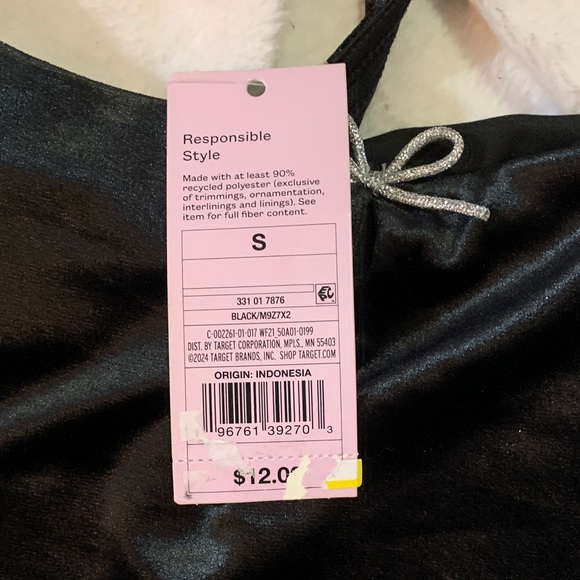 Responsible
Style
Made with at least 90%
recycled polyester (exclusive
of trimmings, ornamentation,
interlinings and linings). See
item for full fiber content.
S
331 01 7876
BLACK/M9Z7X2
C-002261-01-017 WF21_50A01-0199
DIST. BY TARGET CORPORATION, MPLS., MN 55403
©2024 TARGET BRANDS, INC. SHOP TARGET.COM
ORIGIN: INDONESIA
96761 39270 3
$12.0